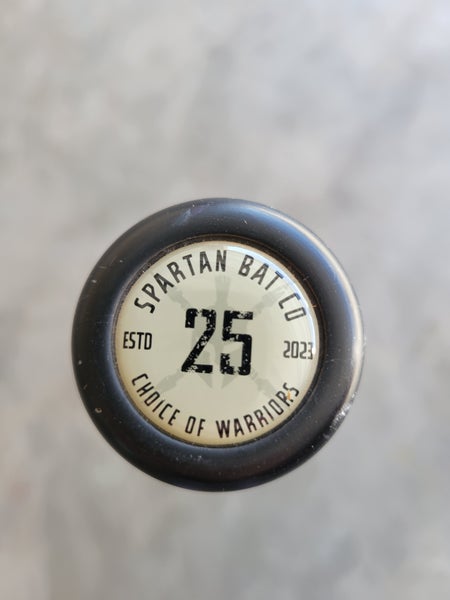 SPARTAN BAT CO
ESTD
25
2023
CHOICE OF WARRIORS